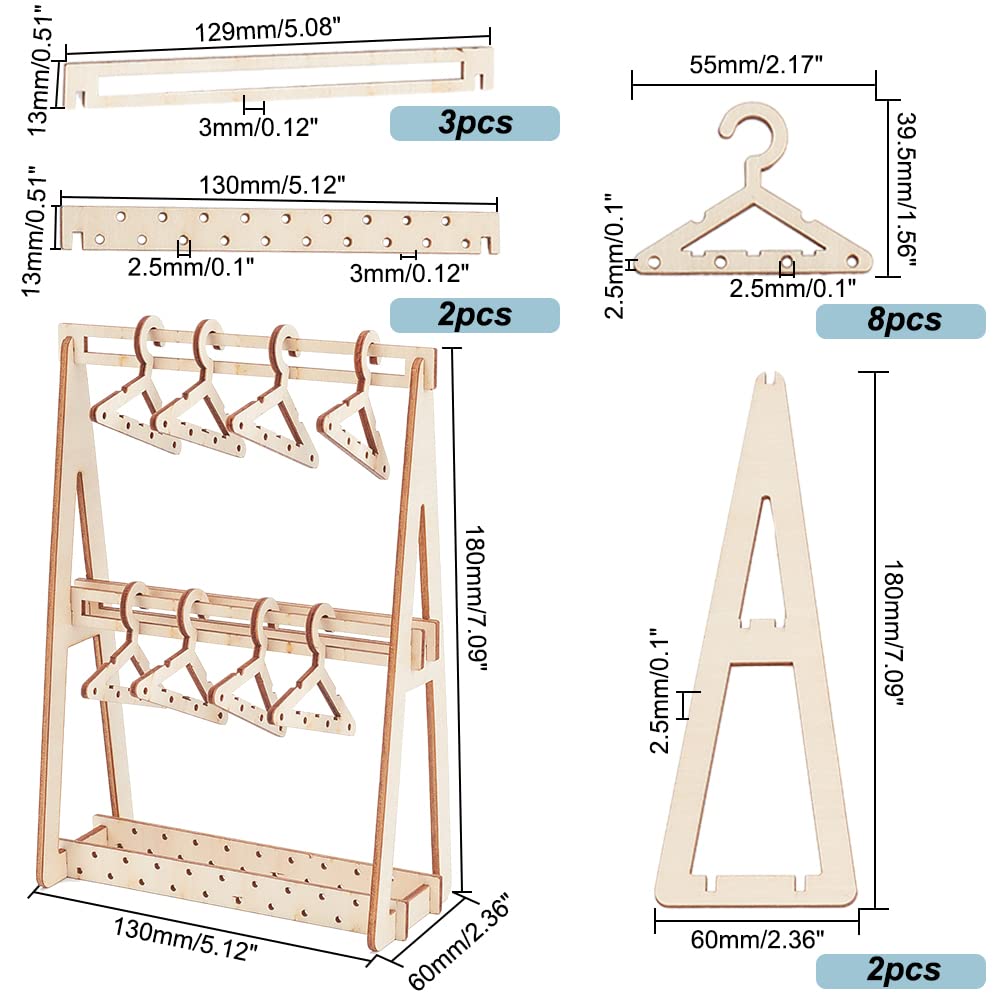 129mm/5.08"
13mm/0.51"
3mm/0.12"
3pcs
130mm/5.12"
13mm/0.51"
2.5mm/0.1"
3mm/0.12"
2pcs
55mm/2.17"
39.5mm/1.56"
2.5mm/0.1"
2.5mm/0.1"
8pcs
180mm/7.09"
130mm/5.12"
60mm/2.36"
180mm/7.09"
2.5mm/0.1"
60mm/2.36"
2pcs